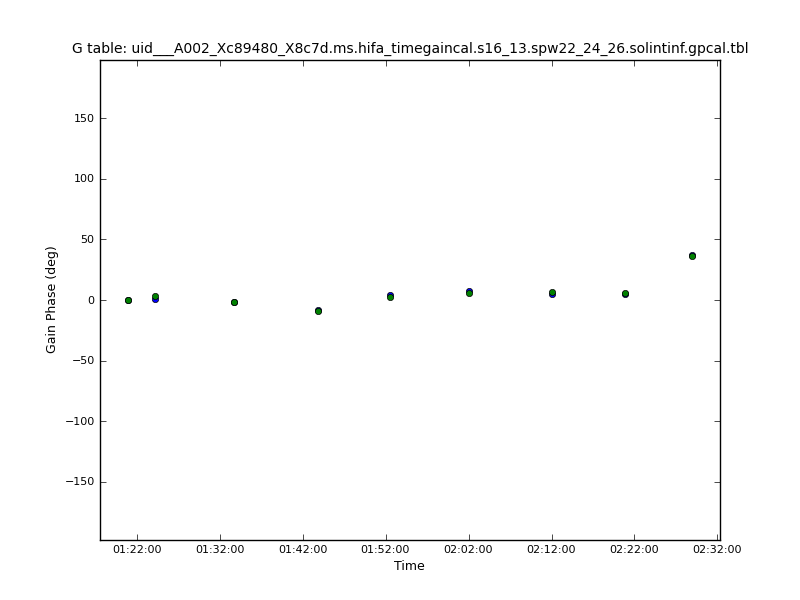 G table: uid___A002_Xc89480_X8c7d.ms.hifa_timegaincal.s16_13.spw22_24_26.solintinf.gpcal.tbl
150
100
50
0
−50
−100
−150
Gain Phase (deg)
01:22:00 01:32:00 01:42:00 01:52:00 02:02:00 02:12:00 02:22:00 02:32:00
Time